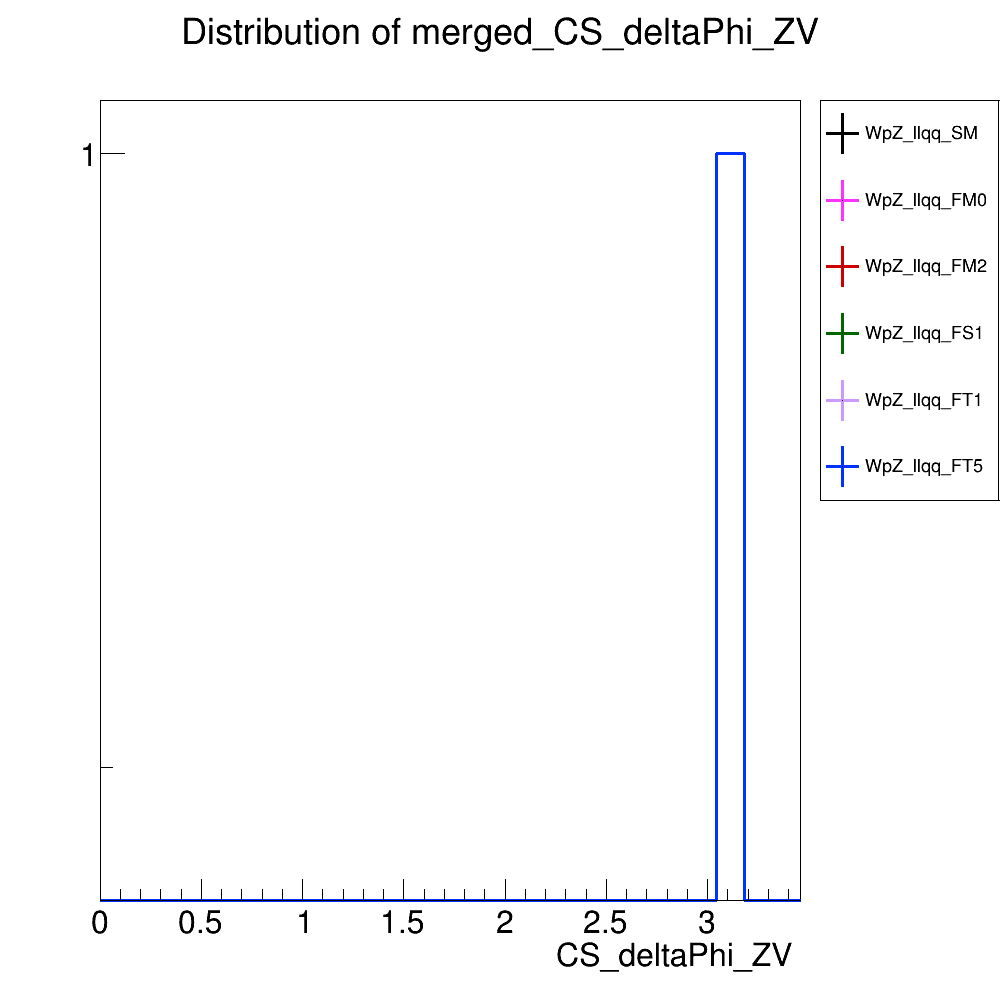 Distribution of merged_CS_deltaPhi_ZV
1
WpZ_llqq_SM
WpZ_llqq_FM0
WpZ_llqq_FM2
WpZ_llqq_FS1
WpZ_llqq_FT1
WpZ_llqq_FT5
0 0.5 1 1.5 2 2.5 3
CS_deltaPhi_ZV